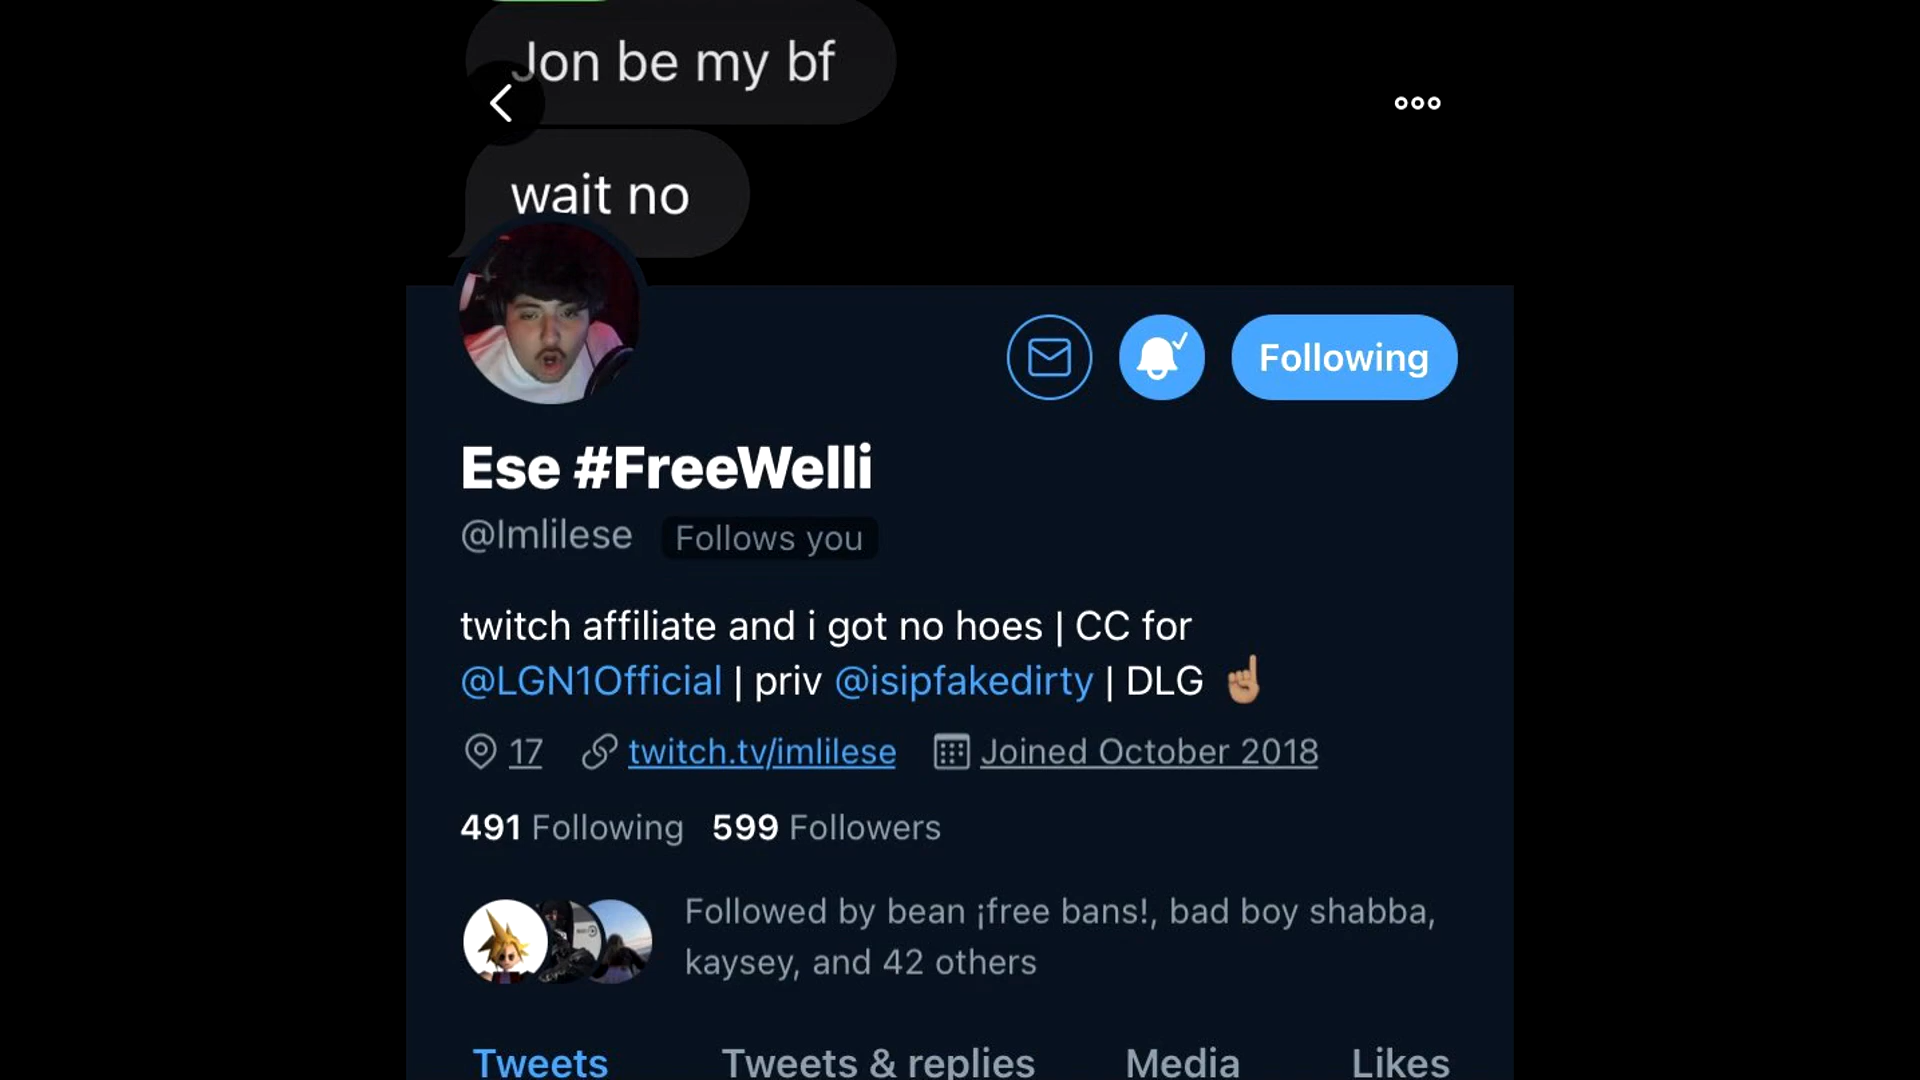 Jon be my bf
wait no
Following
Ese #FreeWelli
@Imlilese Follows you
twitch affiliate and i got no hoes | CC for
@LGN1Official | priv @isipfakedirty | DLG ☝🏽
17 twitch.tv/imlilese Joined October 2018
491 Following 599 Followers
Followed by bean ¡free bans!, bad boy shabba,
kaysey, and 42 others
Tweets Tweets & replies Media Likes